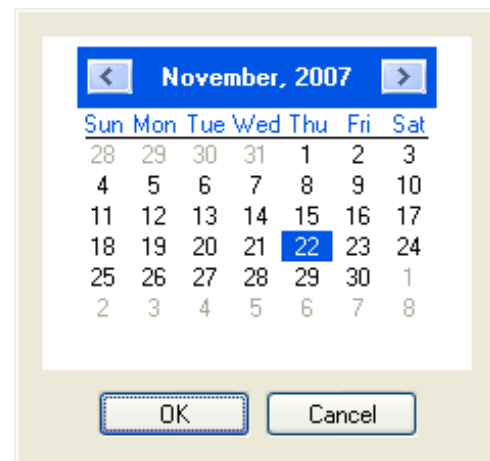 < November, 2007 >
Sun Mon Tue Wed Thu Fri Sat
28 29 30 31 1 2 3
4 5 6 7 8 9 10
11 12 13 14 15 16 17
18 19 20 21 22 23 24
25 26 27 28 29 30 1
2 3 4 5 6 7 8
OK Cancel